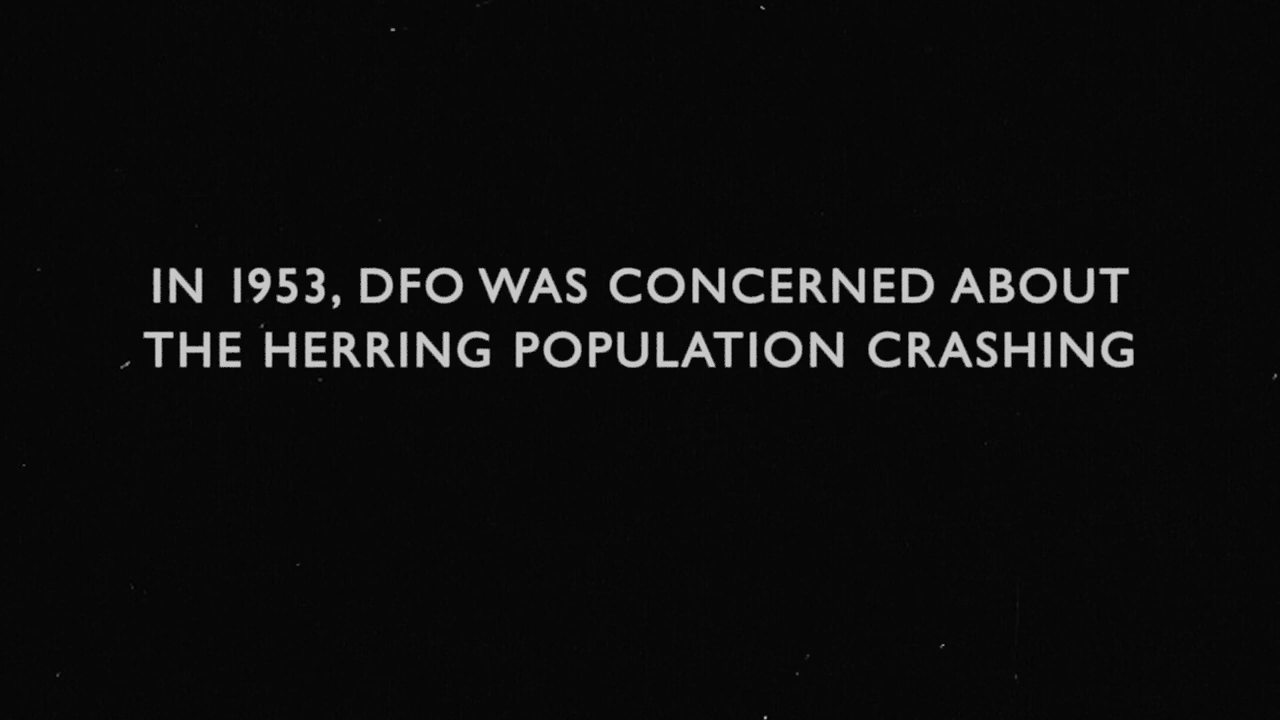 IN 1953, DFO WAS CONCERNED ABOUT
THE HERRING POPULATION CRASHING